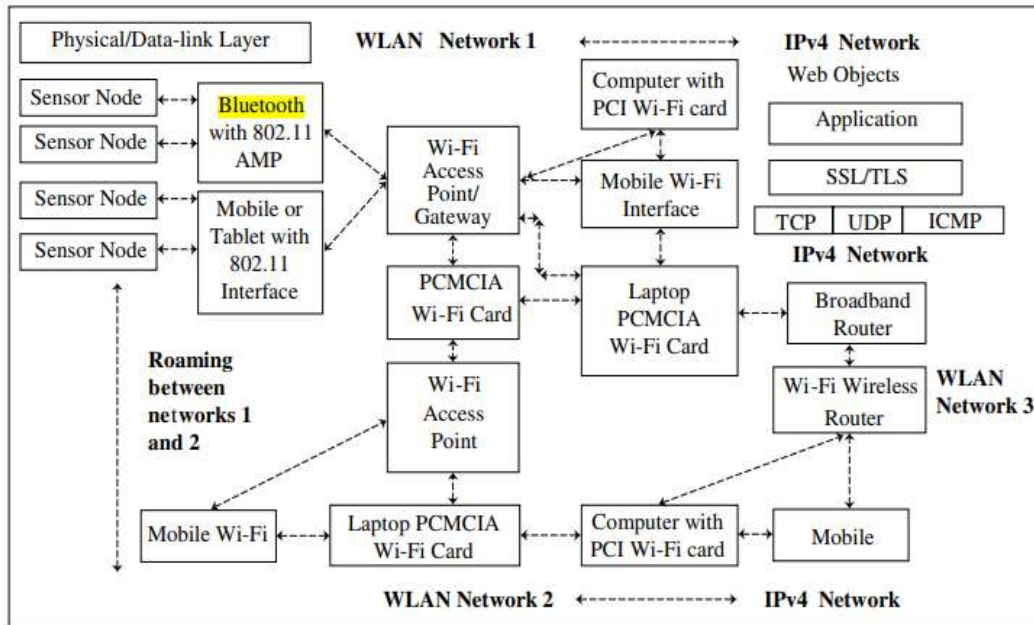 Physical/Data-link Layer
WLAN Network 1
IPv4 Network
Web Objects
Sensor Node
Sensor Node
Sensor Node
Sensor Node
Bluetooth
with 802.11
AMP
Mobile or
Tablet with
802.11
Interface
Wi-Fi
Access
Point/
Gateway
Computer with
PCI Wi-Fi card
Mobile Wi-Fi
Interface
Application
SSL/TLS
TCP
UDP
ICMP
IPv4 Network
PCMCIA
Wi-Fi Card
Laptop
PCMCIA
Wi-Fi Card
Broadband
Router
Roaming
between
networks 1
and 2
Wi-Fi
Access
Point
Wi-Fi Wireless
Router
WLAN
Network 3
Mobile Wi-Fi
Laptop PCMCIA
Wi-Fi Card
Computer with
PCI Wi-Fi card
Mobile
WLAN Network 2
IPv4 Network